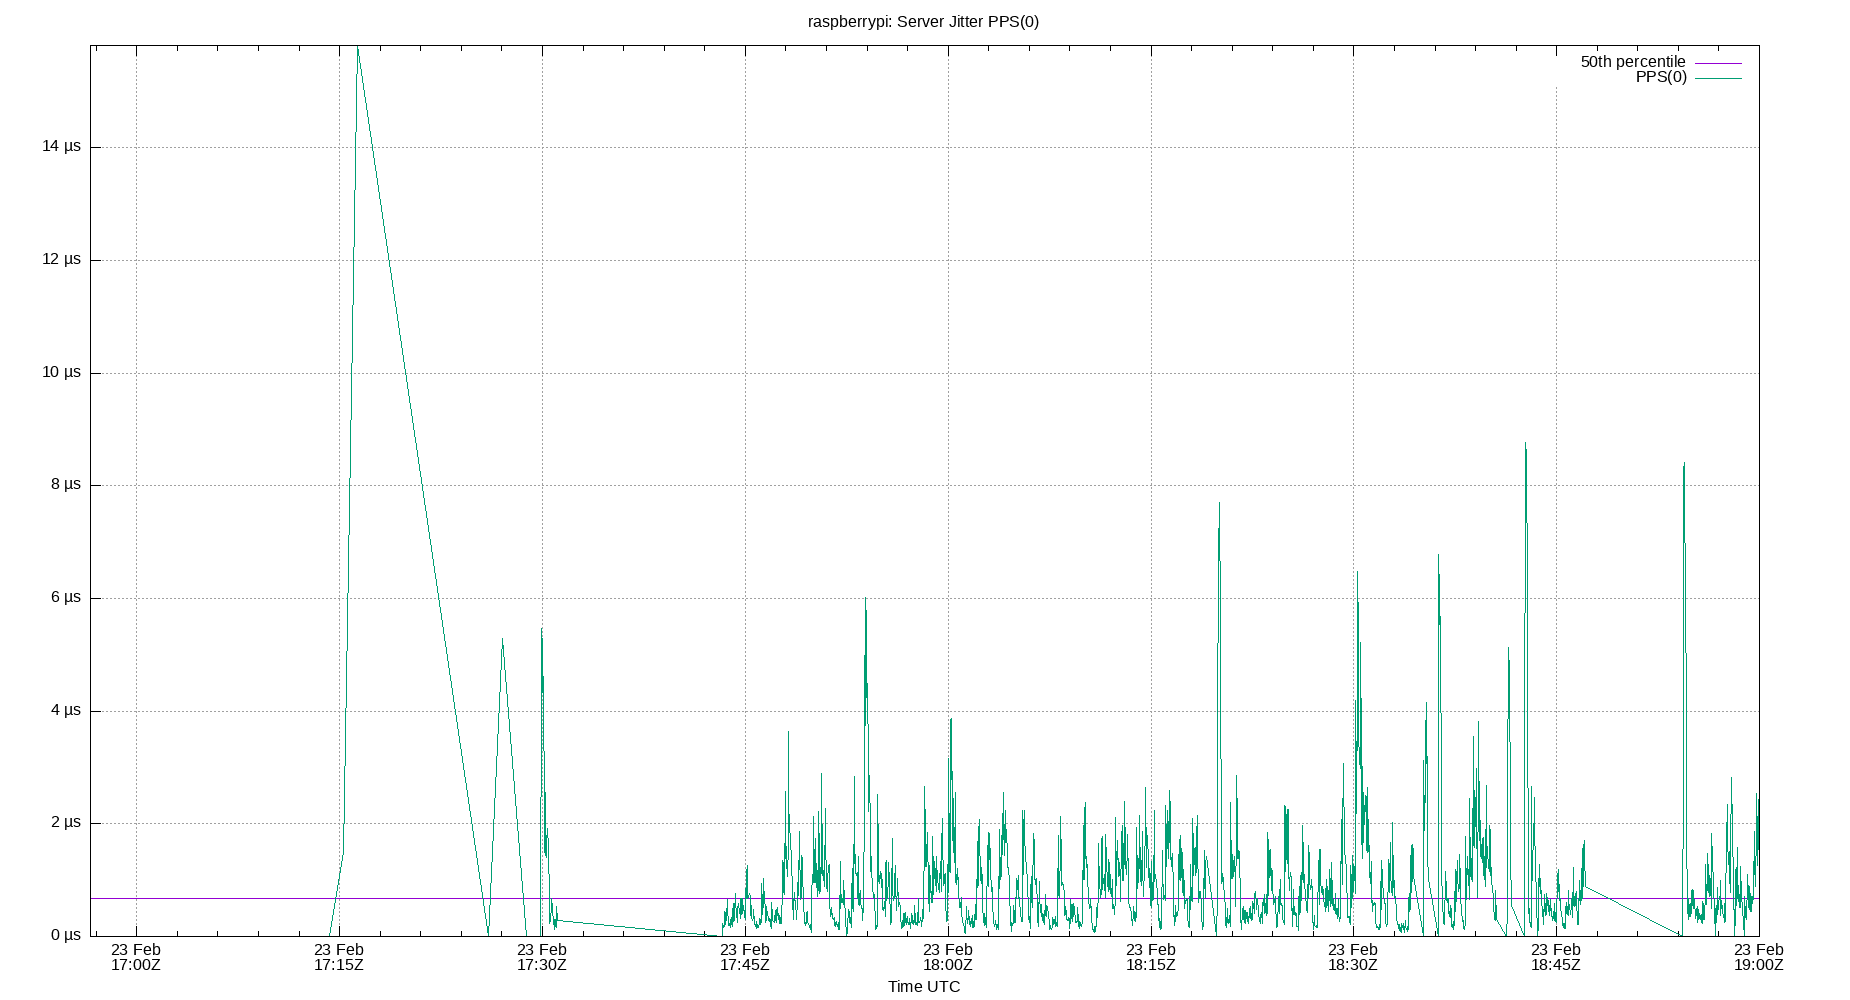 raspberrypi: Server Jitter PPS(0)
50th percentile
PPS(0)
14 µs
12 µs
10 µs
8 µs
6 µs
4 µs
2 µs
0 µs
23 Feb 23 Feb 23 Feb 23 Feb 23 Feb 23 Feb 23 Feb 23 Feb 23 Feb
17:00Z 17:15Z 17:30Z 17:45Z 18:00Z 18:15Z 18:30Z 18:45Z 19:00Z
Time UTC